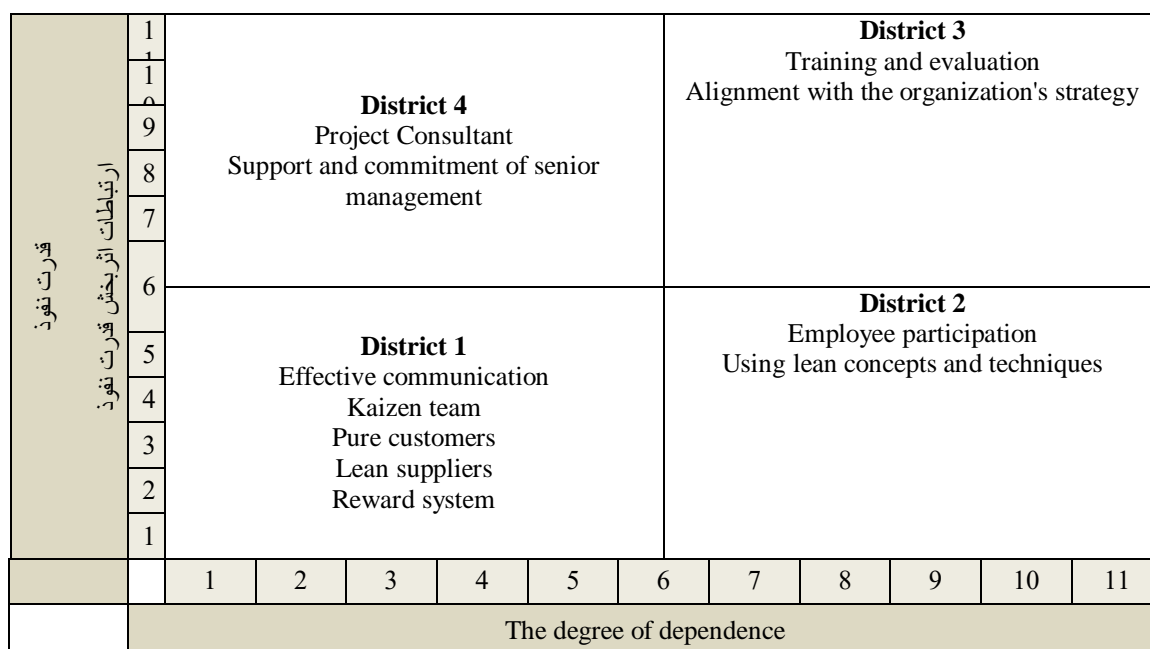 قدرت نفوذ
ارتباطات اثربخش قدرت نفوذ
11
10
9
8
7
6
5
4
3
2
1
District 4
Project Consultant
Support and commitment of senior
management
District 3
Training and evaluation
Alignment with the organization's strategy
District 1
Effective communication
Kaizen team
Pure customers
Lean suppliers
Reward system
District 2
Employee participation
Using lean concepts and techniques
1 2 3 4 5 6 7 8 9 10 11
The degree of dependence